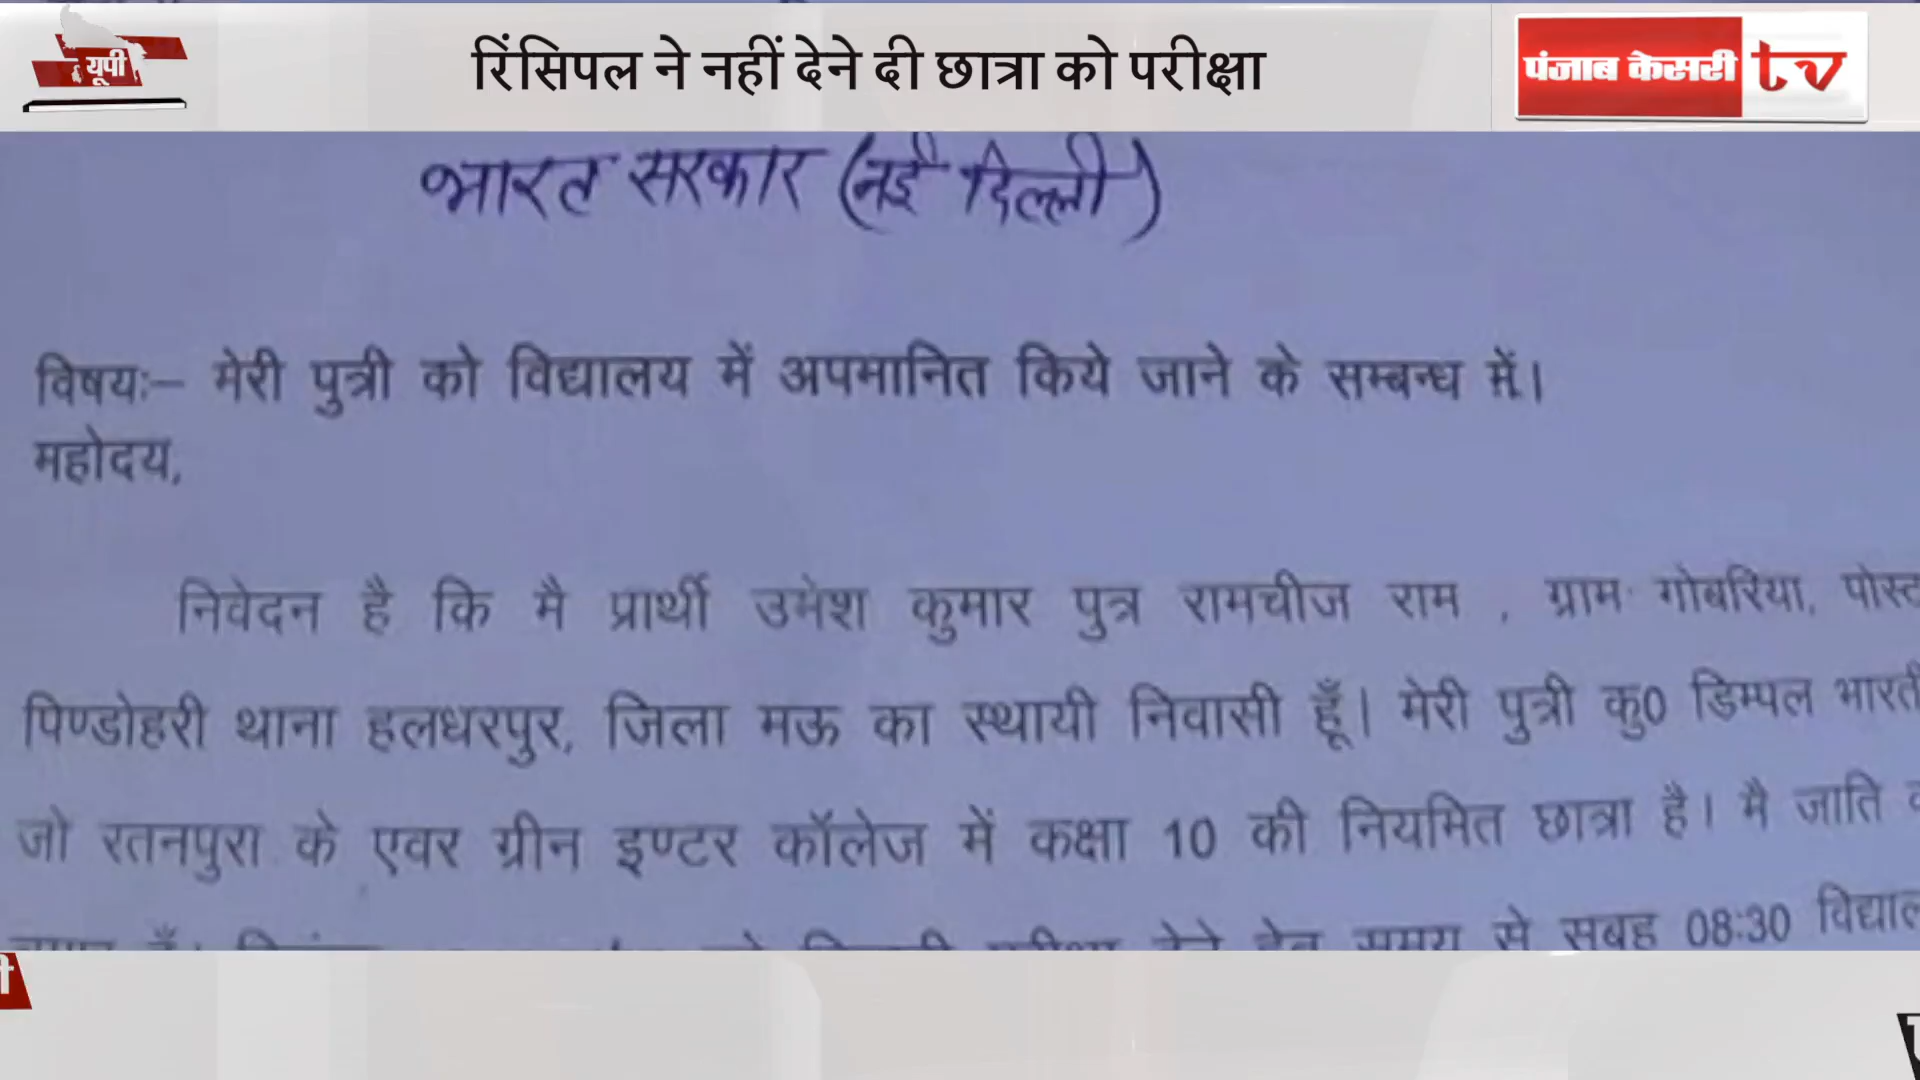 यूपी
रिंसिपल ने नहीं देने दी छात्रा को परीक्षा
पंजाब केसरी tv
भारत सरकार (नई दिल्ली)
विषयः– मेरी पुत्री को विद्यालय में अपमानित किये जाने के सम्बन्ध में।
महोदय,
निवेदन है कि मै प्रार्थी उमेश कुमार पुत्र रामचीज राम , ग्राम गोबरिया, पोस्ट
पिण्डोहरी थाना हलधरपुर, जिला मऊ का स्थायी निवासी हूँ। मेरी पुत्री कु0 डिम्पल भारती
जो रतनपुरा के एवर ग्रीन इण्टर कॉलेज में कक्षा 10 की नियमित छात्रा है। मै जाति
समय से सुबह 08:30